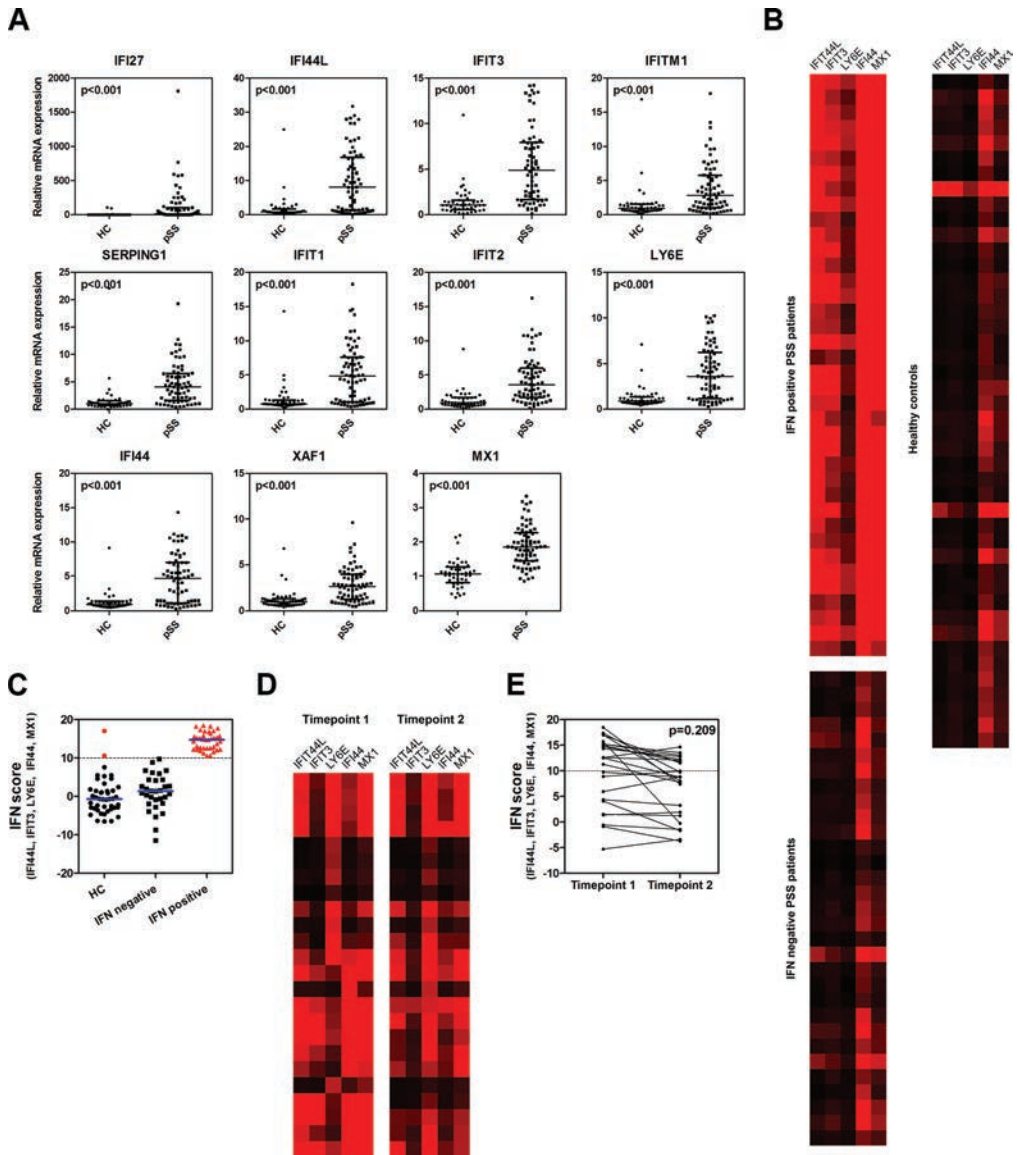 A
IFI27
Relative mRNA expression
2000
1500
1000
500
0
p<0.001
HC
pSS
IFI44L
40
30
20
10
0
p<0.001
HC
pSS
IFIT3
15
10
5
0
p<0.001
HC
pSS
IFITM1
20
15
10
5
0
p<0.001
HC
pSS
SERPING1
Relative mRNA expression
25
20
15
10
5
0
p<0.001
HC
pSS
IFIT1
20
15
10
5
0
p<0.001
HC
pSS
IFIT2
20
15
10
5
0
p<0.001
HC
pSS
LY6E
15
10
5
0
p<0.001
HC
pSS
IFI44
Relative mRNA expression
20
15
10
5
0
p<0.001
HC
pSS
XAF1
15
10
5
0
p<0.001
HC
pSS
MX1
4
3
2
1
0
p<0.001
HC
pSS
B
IFIT44L
IFIT3
LY6E
IFI44
MX1
IFN positive PSS patients
IFN negative PSS patients
IFIT44L
IFIT3
LY6E
IFI44
MX1
Healthy controls
C
IFN score
(IFI44L, IFIT3, LY6E, IFI44, MX1)
20
10
0
-10
-20
HC
IFN negative
IFN positive
D
Timepoint 1
IFIT44L
IFIT3
LY6E
IFI44
MX1
Timepoint 2
IFIT44L
IFIT3
LY6E
IFI44
MX1
E
IFN score
(IFI44L, IFIT3, LY6E, IFI44, MX1)
20
15
10
5
0
-5
-10
p=0.209
Timepoint 1
Timepoint 2